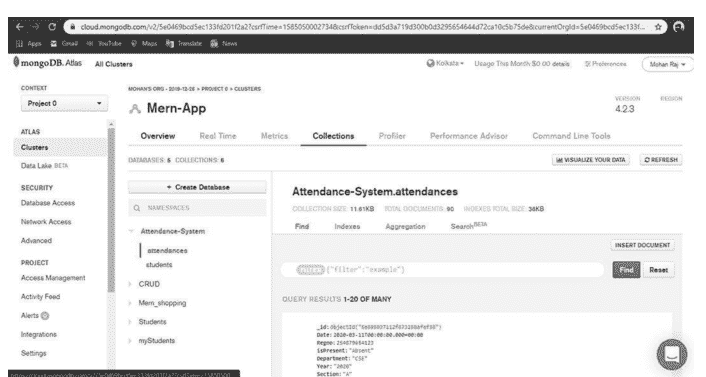 cloud.mongodb.com/v2/5e0469bcd5ec133fd201f2a2?csrfTime=1585050002734&csrfToken=dd5d3a719d300b0d3295654644d72ca10c5b75de&currentOrgId=5e0469bcd5ec133f...
Apps Gmail YouTube Maps Translate News
mongoDB. Atlas All Clusters Kolkata Usage This Month $0.00 details Preferences Mohan Raj
CONTEXT
Project 0
ATLAS
Clusters
Data Lake BETA
SECURITY
Database Access
Network Access
Advanced
PROJECT
Access Management
Activity Feed
Alerts
Integrations
Settings
MOHAN'S ORG - 2019-12-26 > PROJECT 0 > CLUSTERS
Mern-App
VERSION REGION
4.2.3
Overview Real Time Metrics Collections Profiler Performance Advisor Command Line Tools
DATABASES: 5 COLLECTIONS: 6
VISUALIZE YOUR DATA REFRESH
+ Create Database
NAMESPACES
Attendance-System
attendances
students
CRUD
Mern_shopping
Students
myStudents
Attendance-System.attendances
COLLECTION SIZE: 11.61KB TOTAL DOCUMENTS: 90 INDEXES TOTAL SIZE: 36KB
Find Indexes Aggregation Search BETA
INSERT DOCUMENT
FILTER {"filter":"example"}
Find Reset
QUERY RESULTS 1-20 OF MANY
Date: 2020-03-11T00:00:00.000+00:00
isPresent: "Absent"
Department: "CSE"
Year: "2020"
Section: "A"